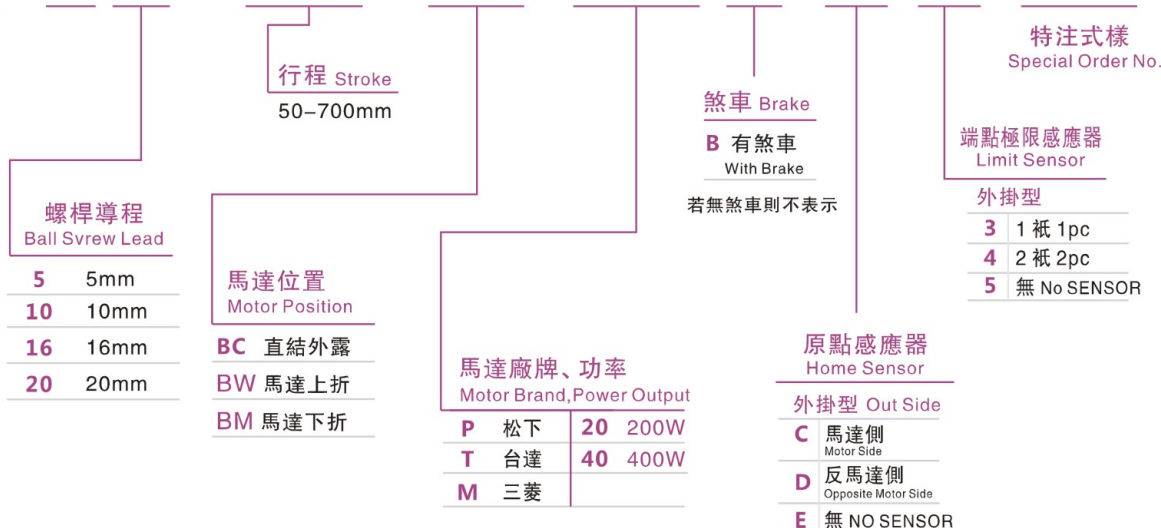 行程 Stroke
50–700mm
螺桿導程
Ball Svrew Lead
5 5mm
10 10mm
16 16mm
20 20mm
馬達位置
Motor Position
BC 直結外露
BW 馬達上折
BM 馬達下折
馬達廠牌、功率
Motor Brand,Power Output
P 松下 20 200W
T 台達 40 400W
M 三菱
煞車 Brake
B 有煞車
With Brake
若無煞車則不表示
原點感應器
Home Sensor
外掛型 Out Side
C 馬達側
Motor Side
D 反馬達側
Opposite Motor Side
E 無 NO SENSOR
端點極限感應器
Limit Sensor
外掛型
3 1 衹 1pc
4 2 衹 2pc
5 無 No SENSOR
特注式樣
Special Order No.